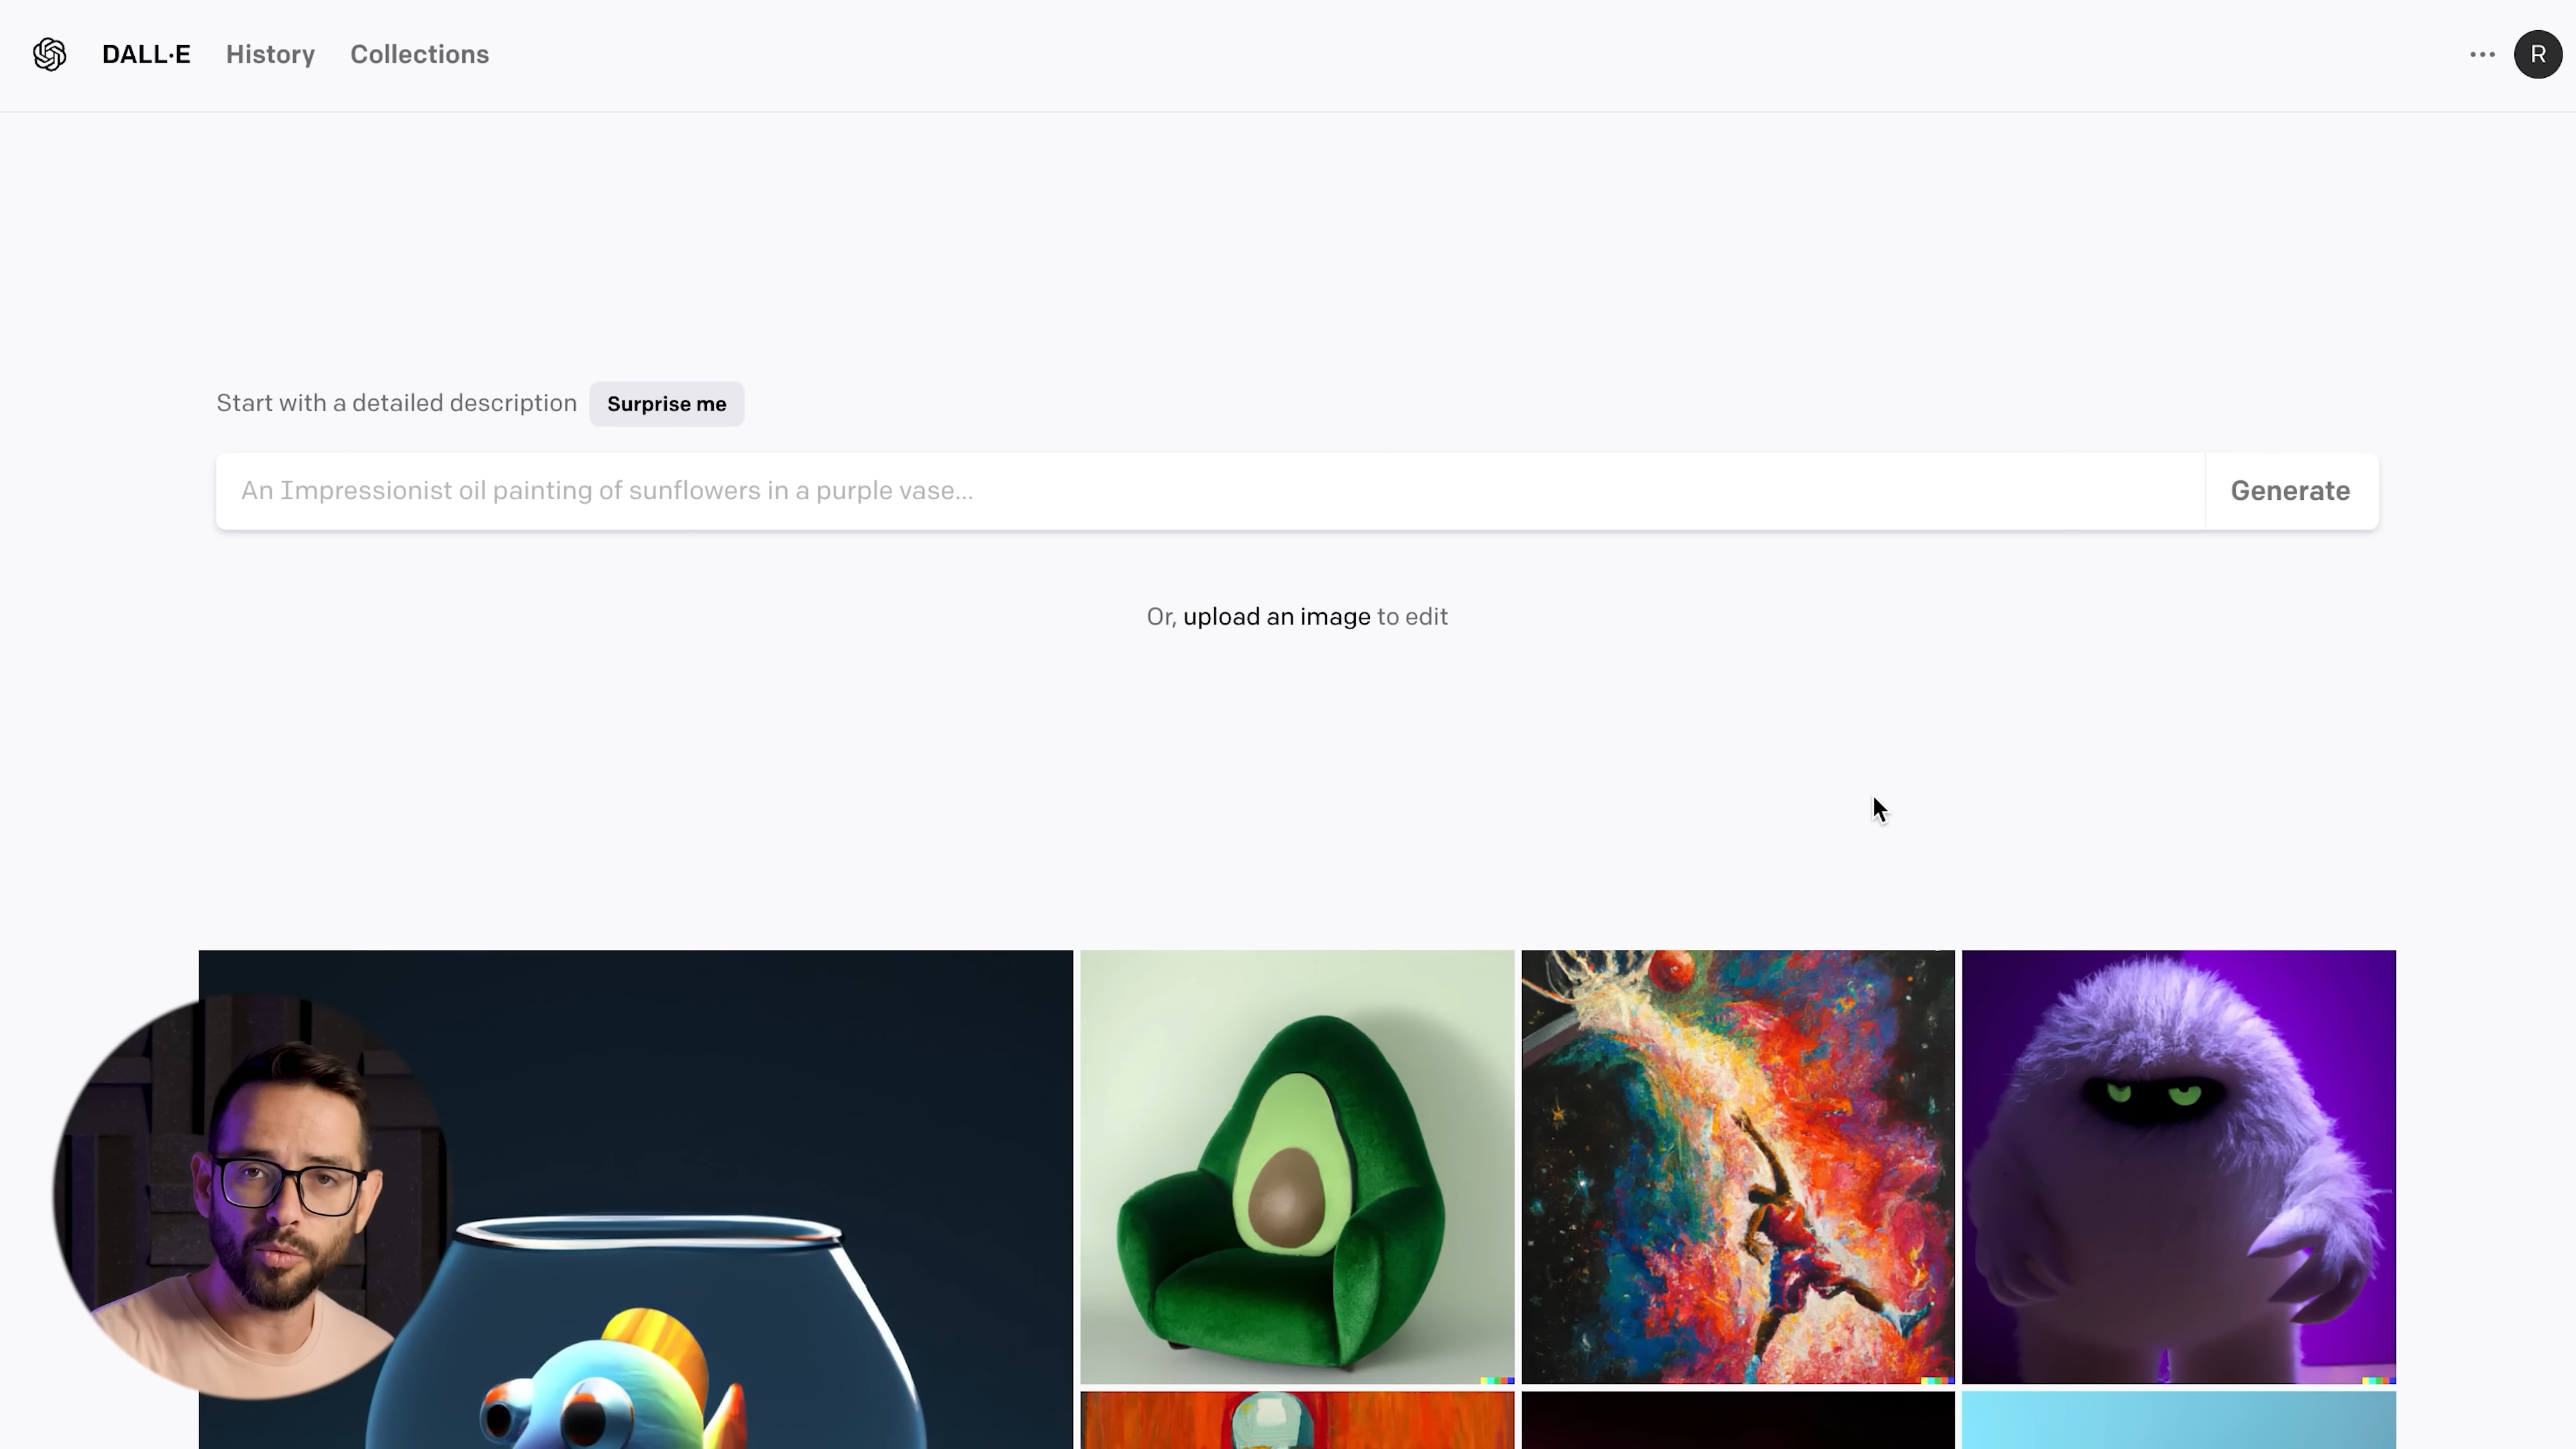 DALL·E History Collections ··· R
Start with a detailed description Surprise me
An Impressionist oil painting of sunflowers in a purple vase... Generate
Or, upload an image to edit